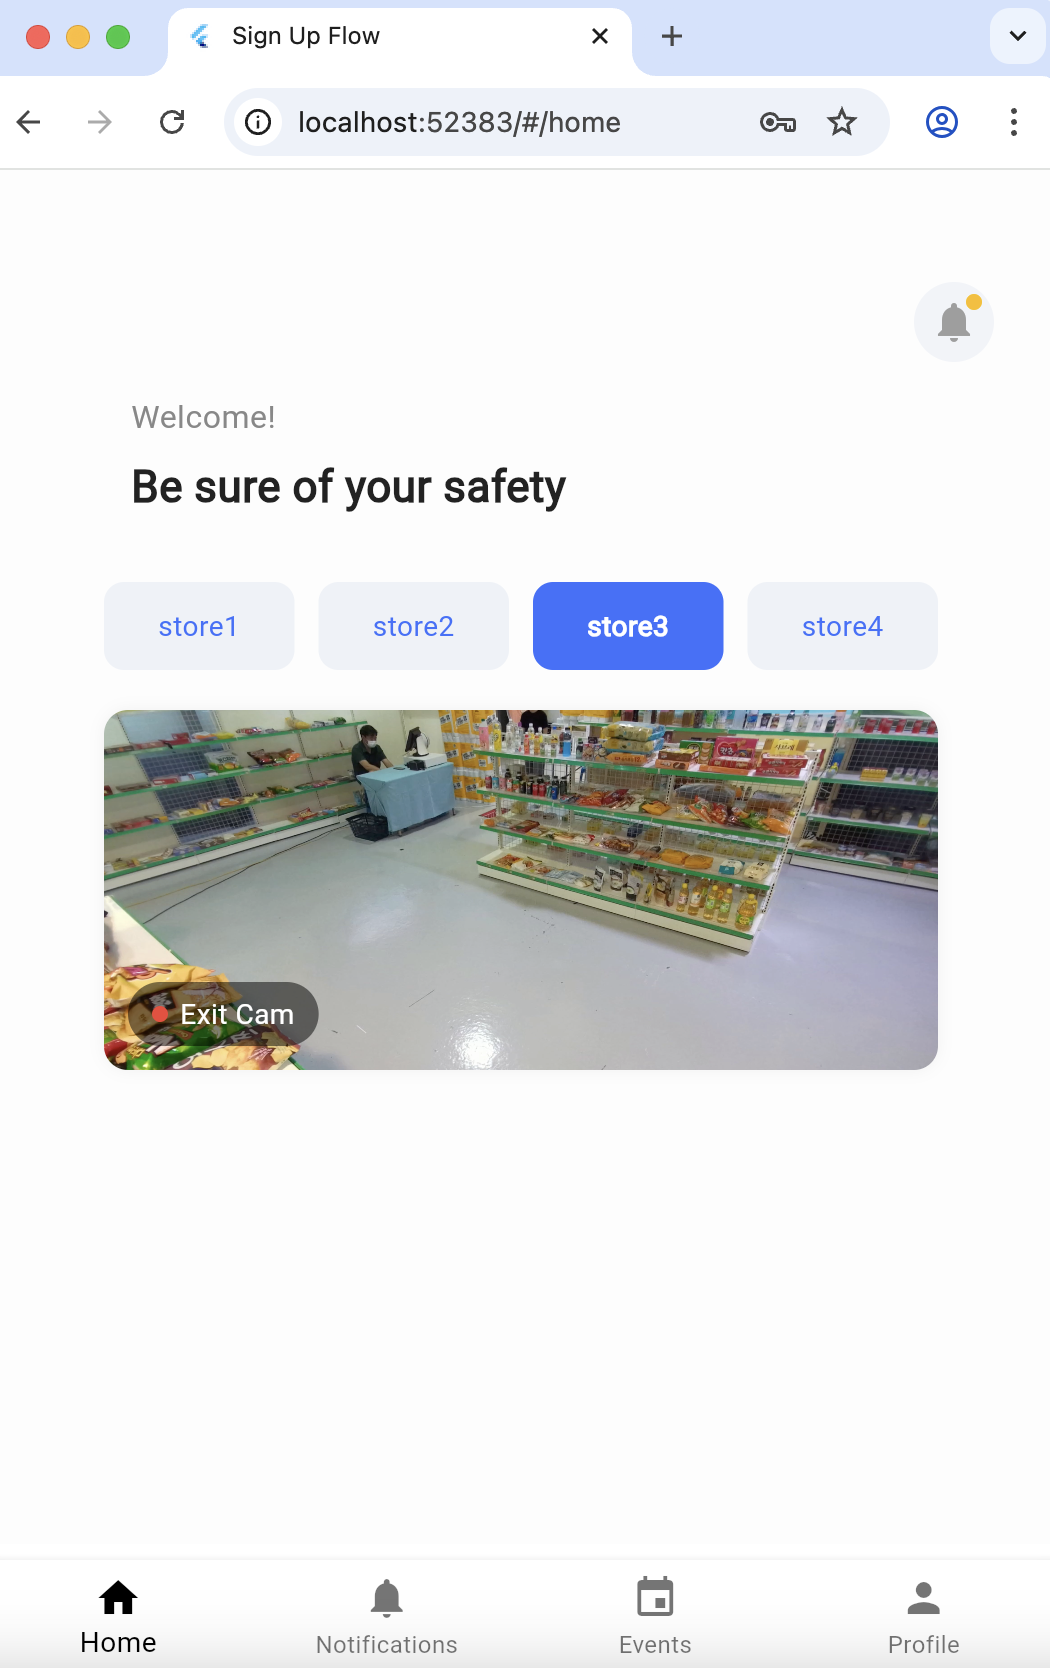 Sign Up Flow
localhost:52383/#/home
Welcome!
Be sure of your safety
store1
store2
store3
store4
Exit Cam
Home
Notifications
Events
Profile